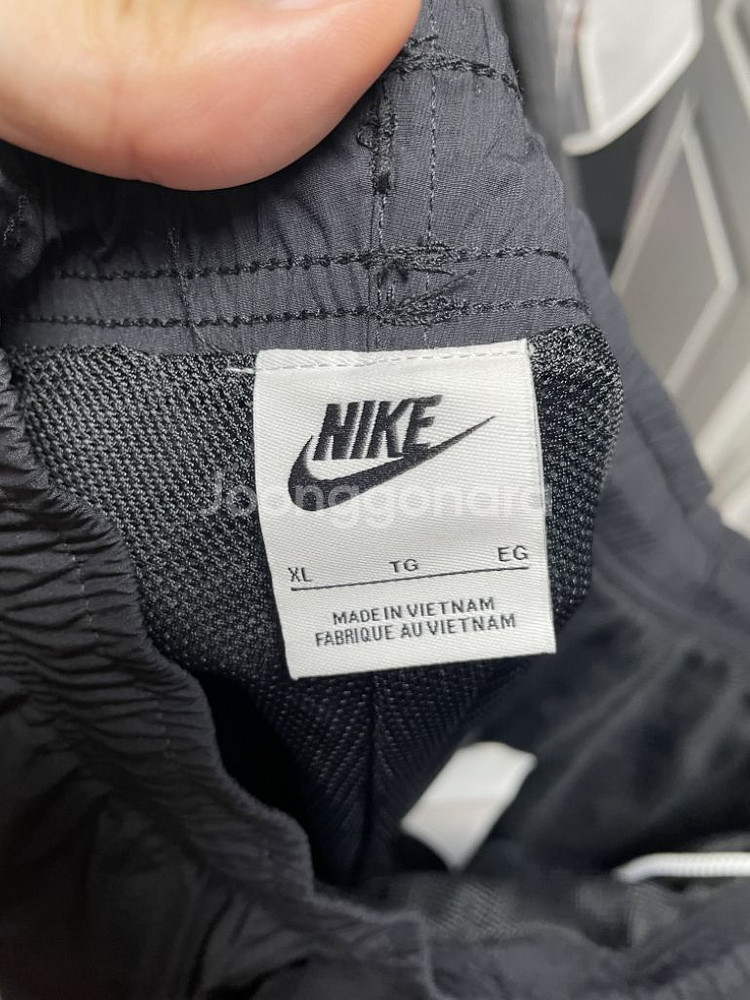 NIKE
Joonggonara
XL TG EG
MADE IN VIETNAM
FABRIQUE AU VIETNAM